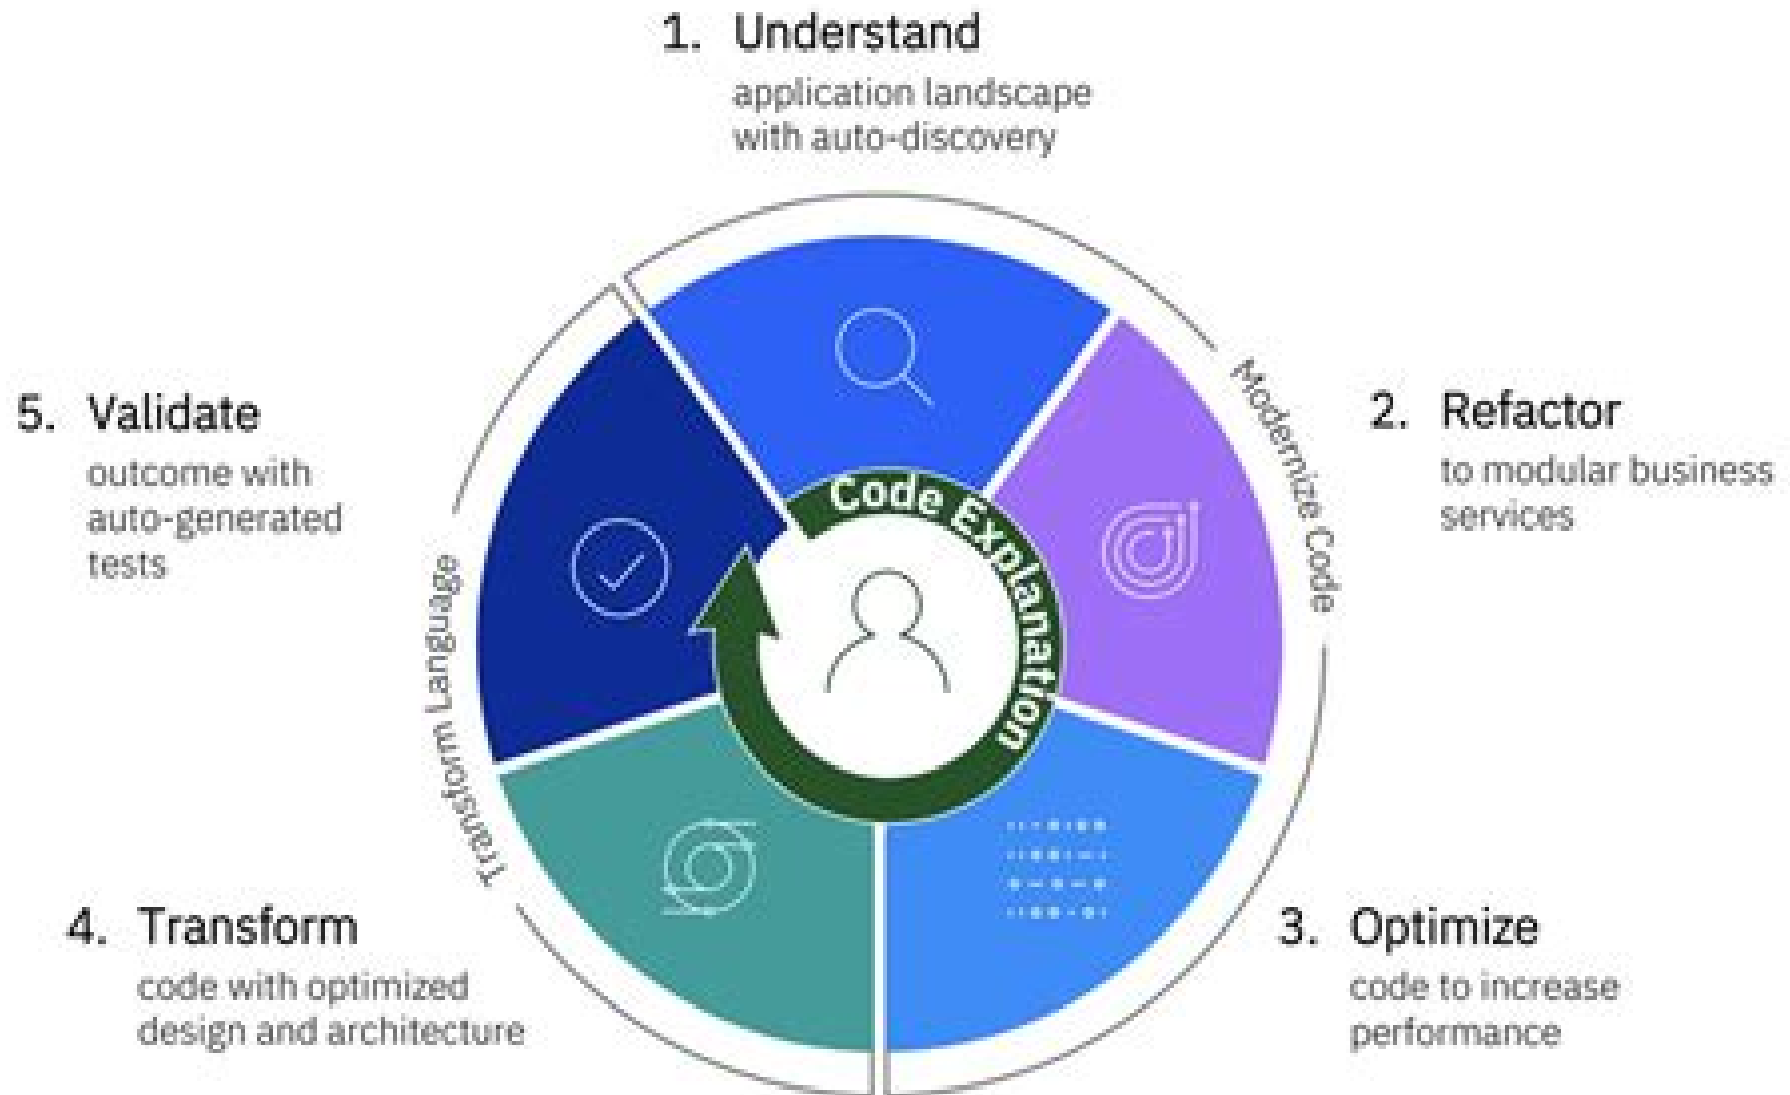 1. Understand
application landscape
with auto-discovery
Modernize Code
2. Refactor
to modular business
services
3. Optimize
code to increase
performance
4. Transform
code with optimized
design and architecture
Transform Language
5. Validate
outcome with
auto-generated
tests
Code Explanation